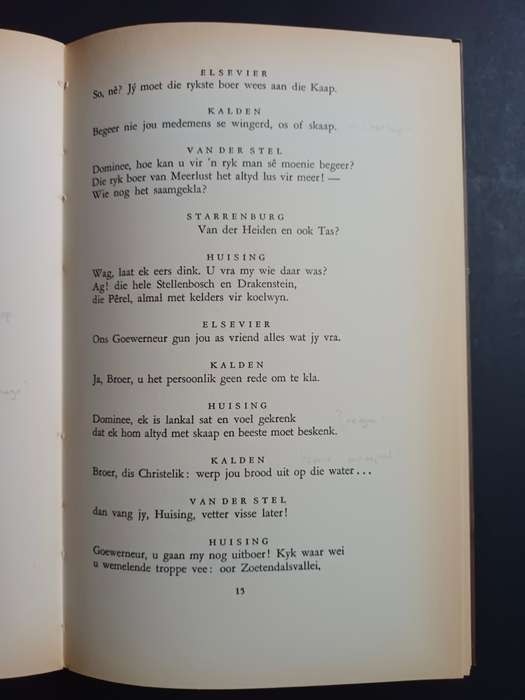 ELSEVIER
So, nè? Jý moet die rykste boer wees aan die Kaap.
KALDEN
Begeer nie jou medemens se wingerd, os of skaap.
VAN DER STEL
Dominee, hoe kan u vir 'n ryk man sê moenie begeer?
Die ryk boer van Meerlust het altyd lus vir meer! —
Wie nog het saamgekla?
STARRENBURG
Van der Heiden en ook Tas?
HUISING
Wag, laat ek eers dink. U vra my wie daar was?
Ag! die hele Stellenbosch en Drakenstein,
die Pêrel, almal met kelders vir koelwyn.
ELSEVIER
Ons Goewerneur gun jou as vriend alles wat jy vra.
KALDEN
Ja, Broer, u het persoonlik geen rede om te kla.
HUISING
Dominee, ek is lankal sat en voel gekrenk
dat ek hom altyd met skaap en beeste moet beskenk.
KALDEN
Broer, dis Christelik: werp jou brood uit op die water...
VAN DER STEL
dan vang jy, Huising, vetter visse later!
HUISING
Goewerneur, u gaan my nog uitboer! Kyk waar wei
u wemelende troppe vee: oor Zoetendalsvallei,
15